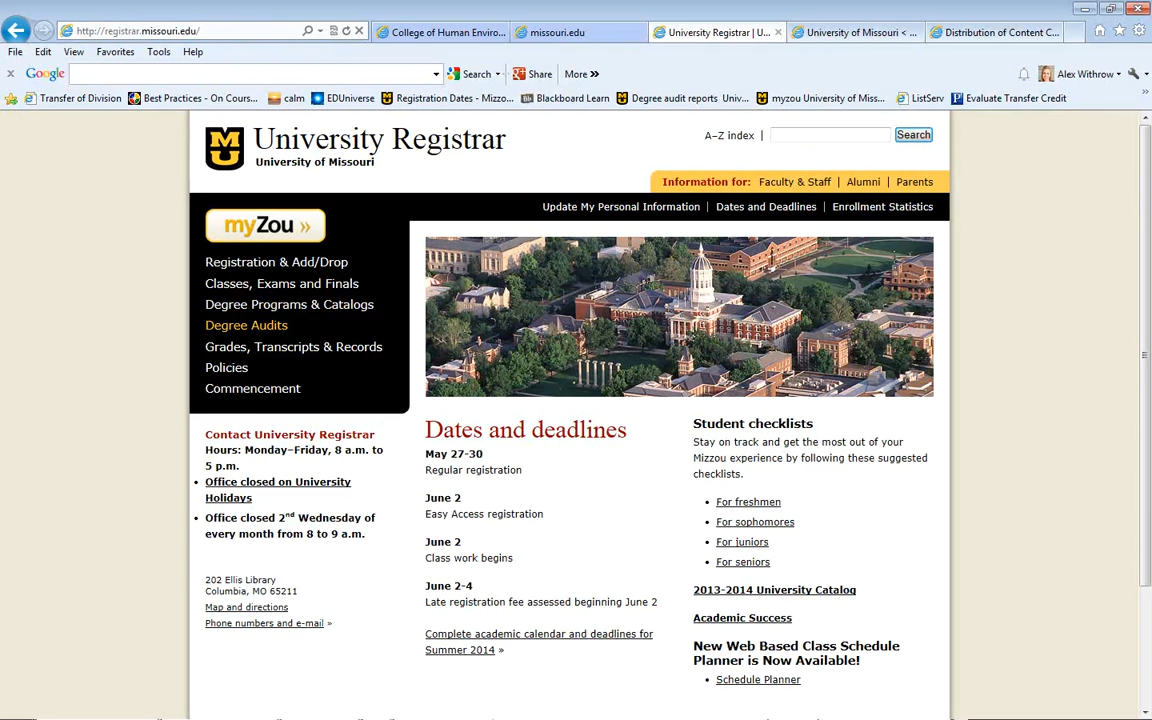 http://registrar.missouri.edu/
College of Human Enviro...
missouri.edu
University Registrar | U...
University of Missouri < ...
Distribution of Content C...
File Edit View Favorites Tools Help
Google
Search
Share
More »
Alex Withrow
Transfer of Division
Best Practices - On Cours...
calm
EDUniverse
Registration Dates - Mizzo...
Blackboard Learn
Degree audit reports Univ...
myzou University of Miss...
ListServ
Evaluate Transfer Credit
University Registrar
University of Missouri
A–Z index |
Search
Information for: Faculty & Staff | Alumni | Parents
Update My Personal Information | Dates and Deadlines | Enrollment Statistics
myZou »
Registration & Add/Drop
Classes, Exams and Finals
Degree Programs & Catalogs
Degree Audits
Grades, Transcripts & Records
Policies
Commencement
Contact University Registrar
Hours: Monday–Friday, 8 a.m. to
5 p.m.
Office closed on University
Holidays
Office closed 2nd Wednesday of
every month from 8 to 9 a.m.
202 Ellis Library
Columbia, MO 65211
Map and directions
Phone numbers and e-mail »
Dates and deadlines
May 27-30
Regular registration
June 2
Easy Access registration
June 2
Class work begins
June 2-4
Late registration fee assessed beginning June 2
Complete academic calendar and deadlines for
Summer 2014 »
Student checklists
Stay on track and get the most out of your
Mizzou experience by following these suggested
checklists.
For freshmen
For sophomores
For juniors
For seniors
2013-2014 University Catalog
Academic Success
New Web Based Class Schedule
Planner is Now Available!
Schedule Planner